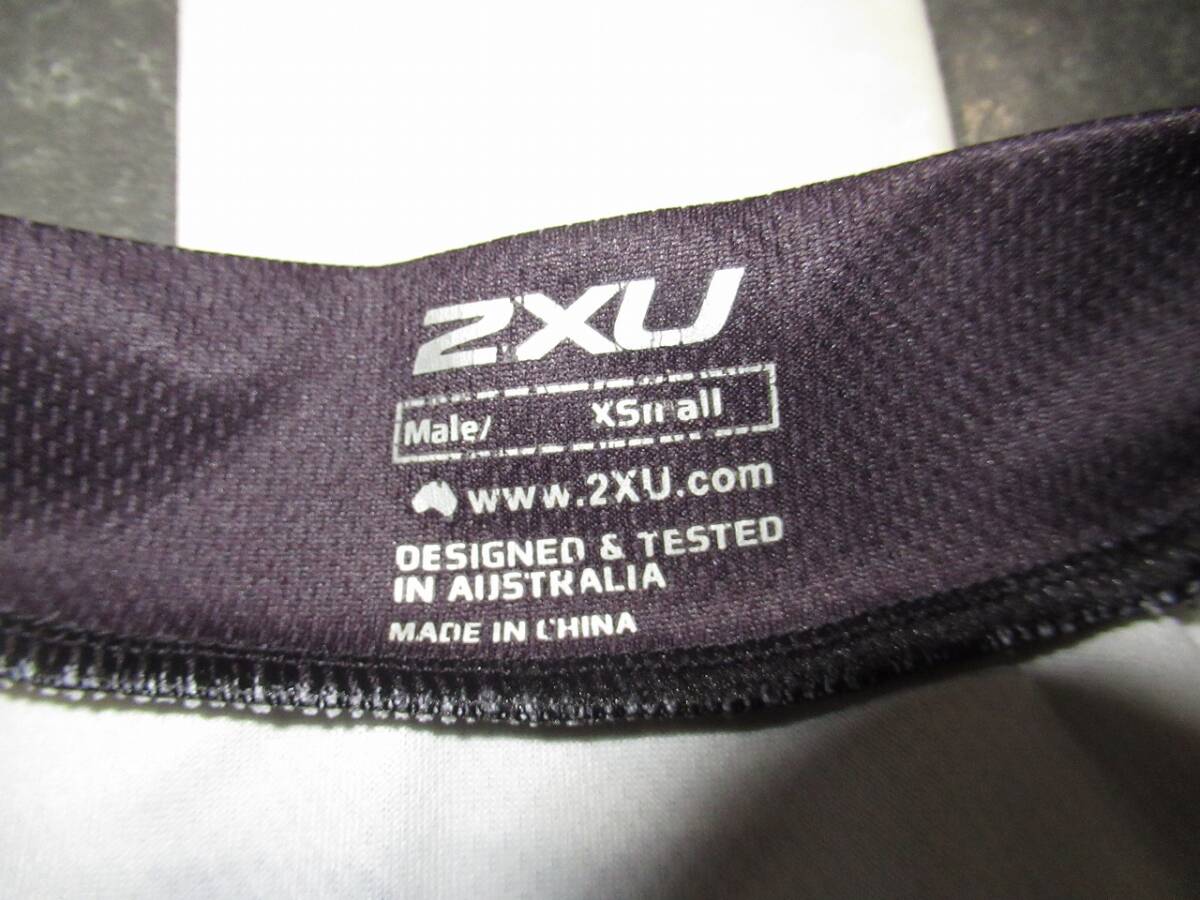 2XU
Male/ XSmall
www.2XU.com
DESIGNED & TESTED
IN AUSTRALIA
MADE IN CHINA